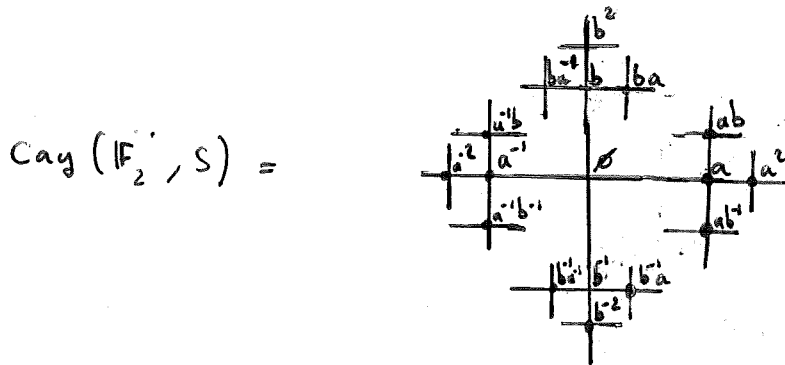 b²
ba⁻¹ b ba
a⁻¹b ab
Cay (𝔽₂, S) =
a⁻² a⁻¹ ∅ a a²
a⁻¹b⁻¹ ab⁻¹
b⁻¹a⁻¹ b⁻¹ b⁻¹a
b⁻²